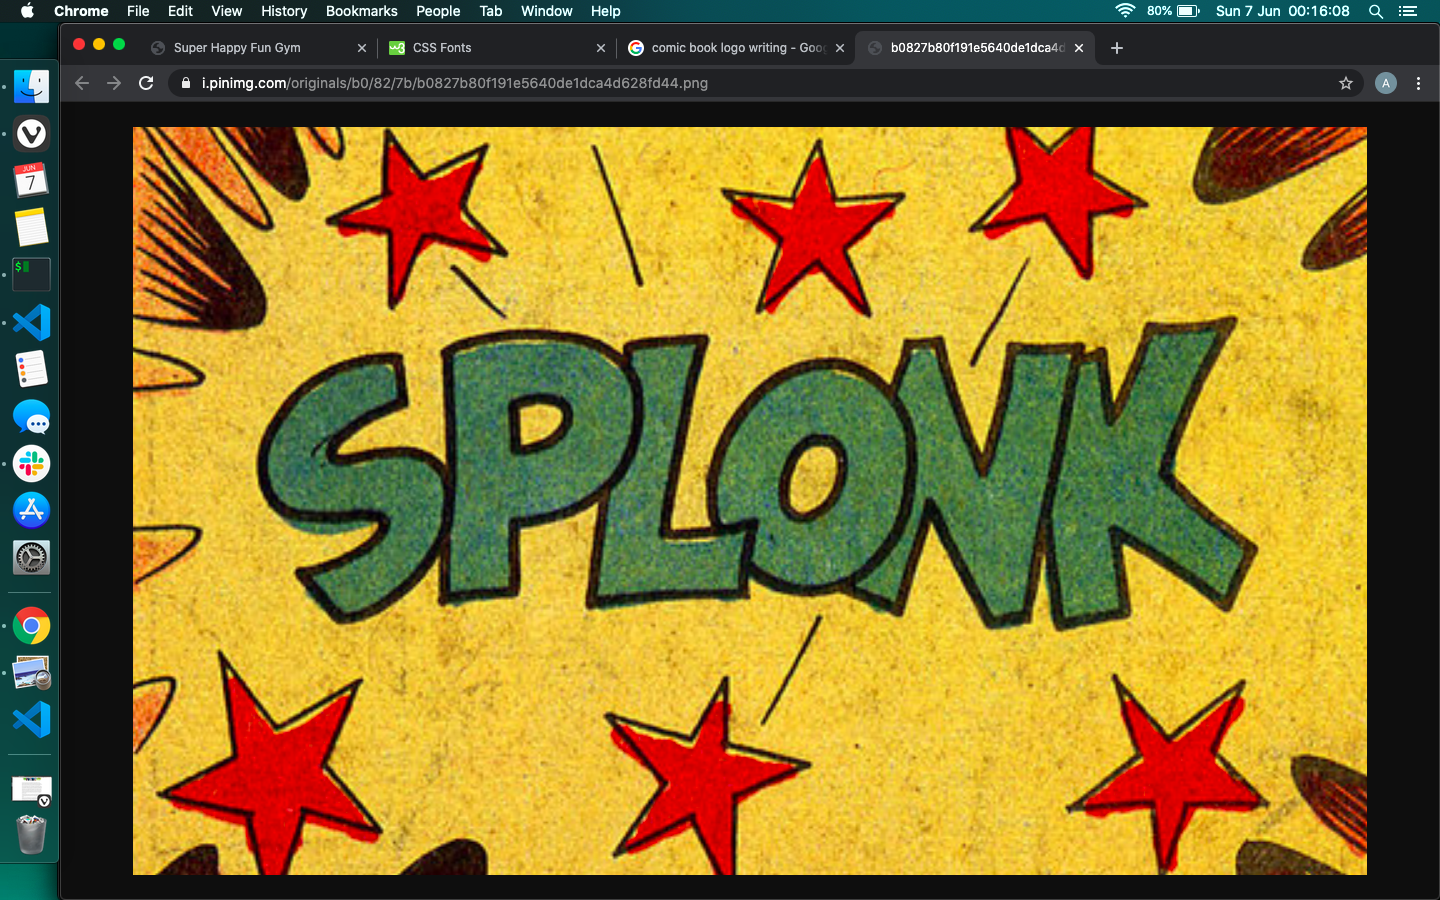 Chrome File Edit View History Bookmarks People Tab Window Help 80% Sun 7 Jun 00:16:08
Super Happy Fun Gym CSS Fonts comic book logo writing - Goo b0827b80f191e5640de1dca4d
i.pinimg.com/originals/b0/82/7b/b0827b80f191e5640de1dca4d628fd44.png A
JUN
7
$
SPLONK